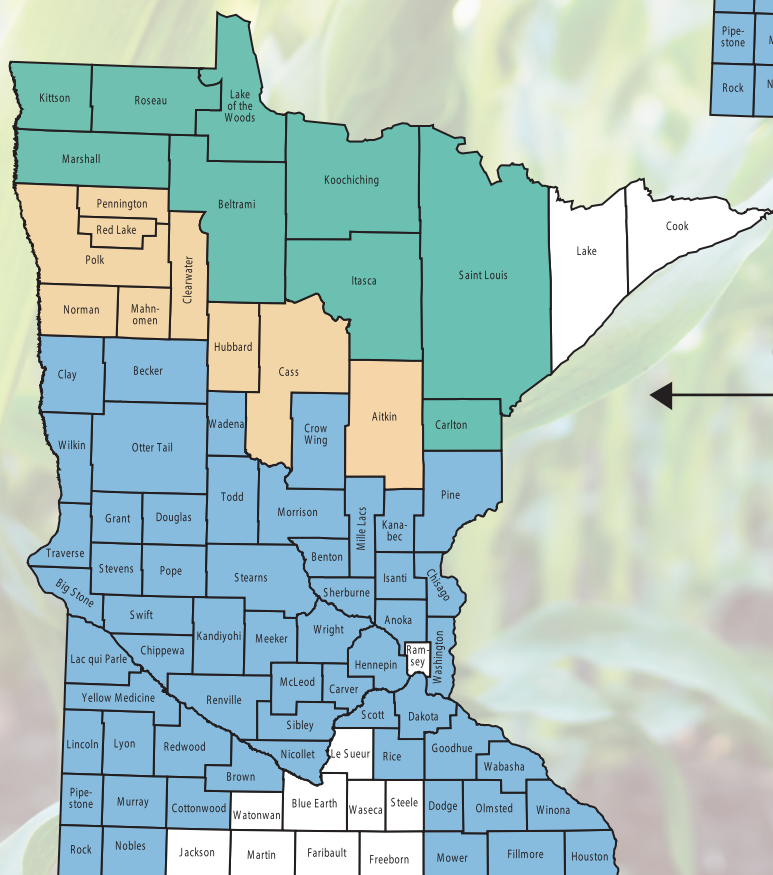 Pipe-
stone
M
Rock
N
Kittson
Roseau
Lake
of the
Woods
Marshall
Koochiching
Pennington
Beltrami
Red Lake
Lake
Cook
Polk
Clearwater
Itasca
Saint Louis
Norman
Mahn-
omen
Hubbard
Cass
Clay
Becker
Aitkin
Carlton
Wadena
Crow
Wing
Wilkin
Otter Tail
Pine
Todd
Morrison
Mille Lacs
Kana-
bec
Grant
Douglas
Traverse
Benton
Stevens
Pope
Stearns
Isanti
Chisago
Big Stone
Sherburne
Swift
Anoka
Kandiyohi
Meeker
Wright
Washington
Chippewa
Ram-
sey
Lac qui Parle
Hennepin
McLeod
Carver
Yellow Medicine
Renville
Scott
Dakota
Sibley
Lincoln
Lyon
Redwood
Nicollet
Le Sueur
Rice
Goodhue
Wabasha
Brown
Pipe-
stone
Murray
Cottonwood
Watonwan
Blue Earth
Waseca
Steele
Dodge
Olmsted
Winona
Rock
Nobles
Jackson
Martin
Faribault
Freeborn
Mower
Fillmore
Houston